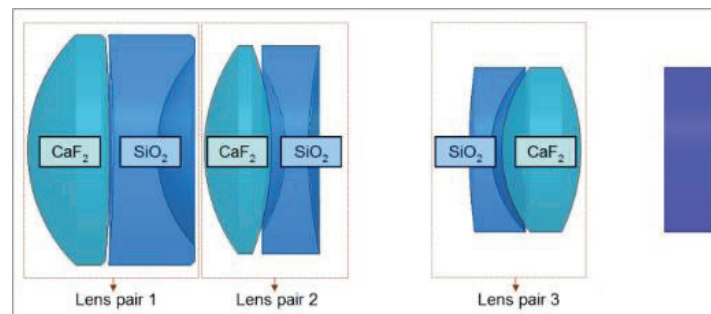 CaF₂ SiO₂ CaF₂ SiO₂ SiO₂ CaF₂
Lens pair 1 Lens pair 2 Lens pair 3